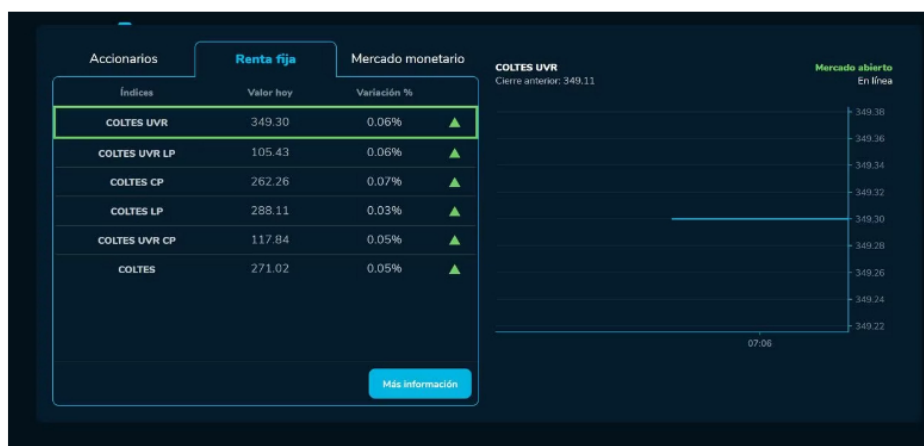 Accionarios Renta fija Mercado monetario
Índices Valor hoy Variación %
COLTES UVR 349.30 0.06%
COLTES UVR LP 105.43 0.06%
COLTES CP 262.26 0.07%
COLTES LP 288.11 0.03%
COLTES UVR CP 117.84 0.05%
COLTES 271.02 0.05%
Más información
COLTES UVR Mercado abierto
Cierre anterior: 349.11 En línea
349.38
349.36
349.34
349.32
349.30
349.28
349.26
349.24
349.22
07:06